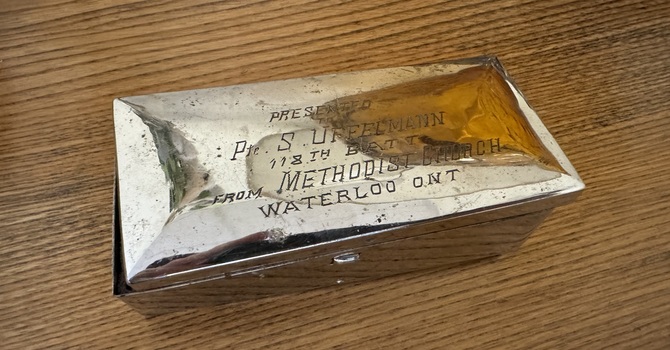 PRESENTED
Pte. S. UFFELMANN
118TH BATT.
FROM METHODIST CHURCH
WATERLOO ONT